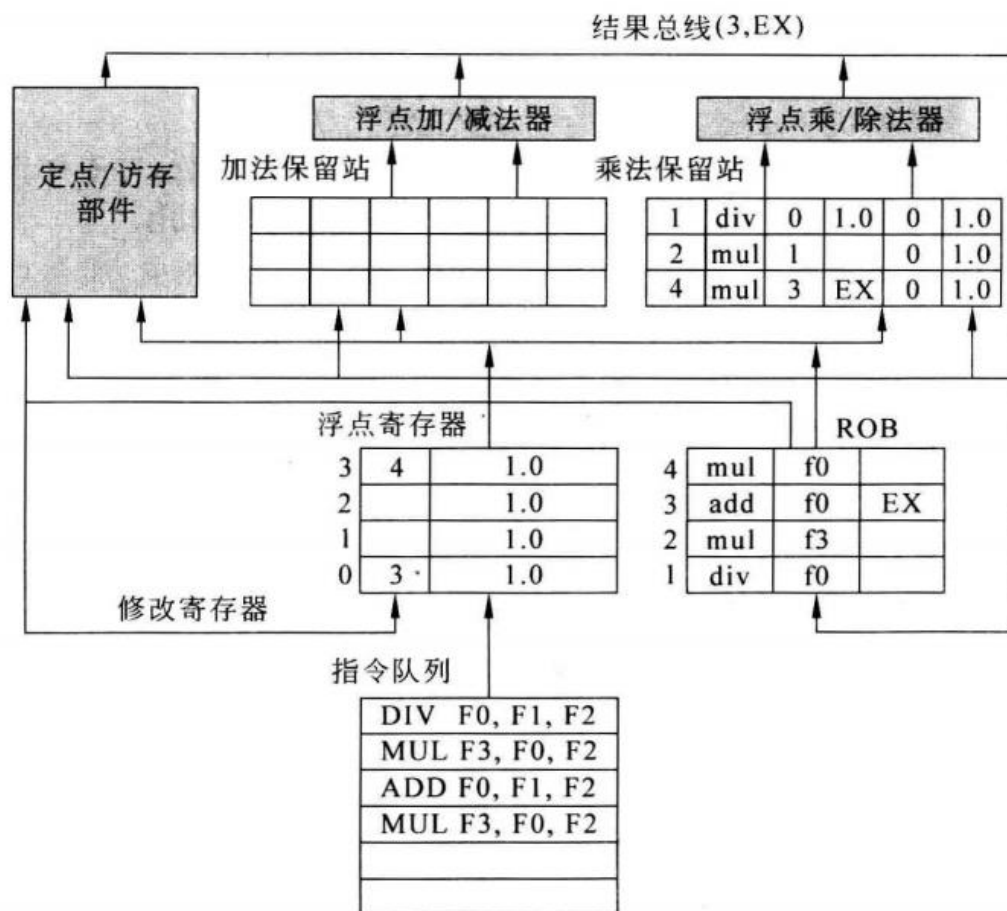 结果总线(3,EX)
浮点加/减法器
浮点乘/除法器
定点/访存
部件
加法保留站
乘法保留站
1 div 0 1.0 0 1.0
2 mul 1 0 1.0
4 mul 3 EX 0 1.0
浮点寄存器
ROB
3 4 1.0
2 1.0
1 1.0
0 3 1.0
4 mul f0
3 add f0 EX
2 mul f3
1 div f0
修改寄存器
指令队列
DIV F0, F1, F2
MUL F3, F0, F2
ADD F0, F1, F2
MUL F3, F0, F2